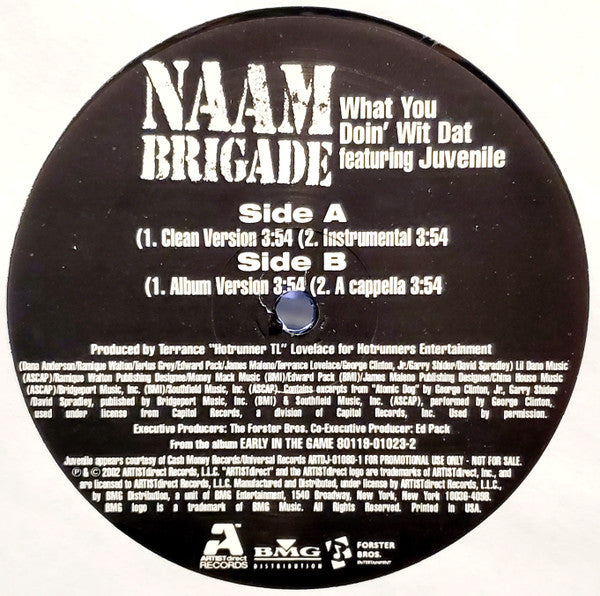 NAAM
BRIGADE
What You
Doin' Wit Dat
featuring Juvenile
Side A
(1. Clean Version 3:54 (2. Instrumental 3:54
Side B
(1. Album Version 3:54 (2. A cappella 3:54
Produced by Terrance "Hotrunner TL" Loveface for Hotrunners Entertainment
(Dana Anderson/Ramique Walton/Tertus Grey/Edward Pack/James Malone/Terrance Loveface/George Clinton, Jr./Garry Shider/David Spradley) Lil Dana Music
(ASCAP)/Ramique Walton Publishing Designee/Money Mack Music (BMI)/Edward Pack (BMI)/James Malone Publishing Designee/China House Music
(ASCAP)/Bridgeport Music, Inc. (BMI)/Southfield Music, Inc. (ASCAP). Contains excerpts from "Atomic Dog" by George Clinton, Jr., Garry Shider
/David Spradley, published by Bridgeport Music, Inc. (BMI) & Southfield Music, Inc. (ASCAP), performed by George Clinton,
used under license from Capitol Records, a division of Capitol Records, Inc. Used by permission.
Executive Producers: The Forster Bros. Co-Executive Producer: Ed Pack
From the album EARLY IN THE GAME 80119-01023-2
Juvenile appears courtesy of Cash Money Records/Universal Records ARTDJ-01080-1 FOR PROMOTIONAL USE ONLY - NOT FOR SALE.
℗ & © 2002 ARTISTdirect Records, L.L.C. "ARTISTdirect" and the ARTISTdirect logo are trademarks of ARTISTdirect, Inc., and
are licensed to ARTISTdirect Records, L.L.C. Manufactured and Distributed, under license by ARTISTdirect Records, L.L.C.,
by BMG Distribution, a unit of BMG Entertainment, 1540 Broadway, New York, New York 10036-4098.
BMG logo is a trademark of BMG Music. All Rights Reserved. Printed in USA.
A
ARTISTdirect
RECORDS
BMG
DISTRIBUTION
FORSTER
BROS.
ENTERTAINMENT